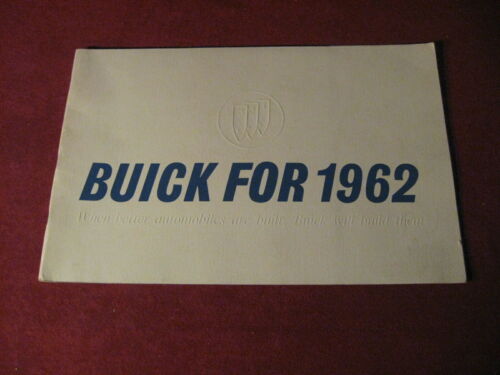 BUICK FOR 1962
When better automobiles are built, Buick will build them